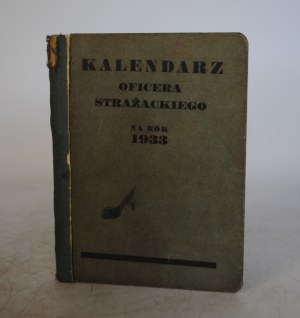 KALENDARZ
OFICERA
STRAŻACKIEGO
NA ROK
1933